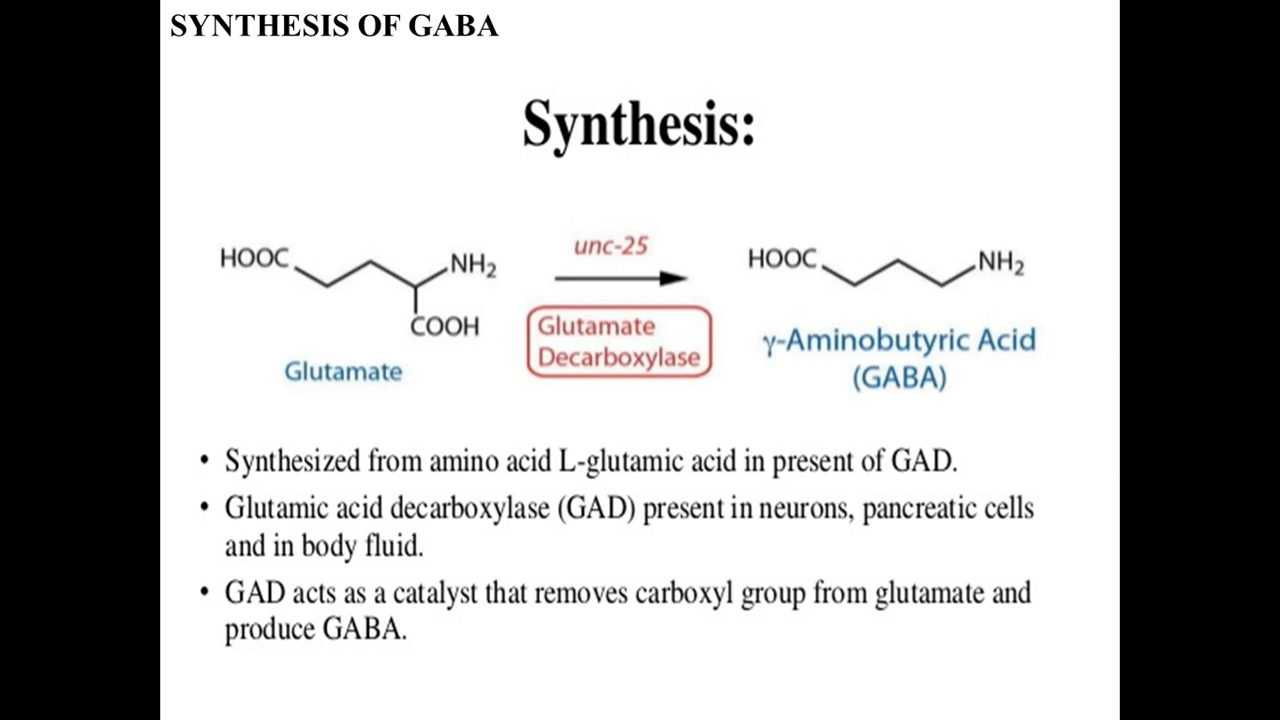 SYNTHESIS OF GABA
Synthesis:
HOOC
NH₂
COOH
Glutamate
unc-25
Glutamate
Decarboxylase
HOOC
NH₂
γ-Aminobutyric Acid
(GABA)
• Synthesized from amino acid L-glutamic acid in present of GAD.
• Glutamic acid decarboxylase (GAD) present in neurons, pancreatic cells
and in body fluid.
• GAD acts as a catalyst that removes carboxyl group from glutamate and
produce GABA.